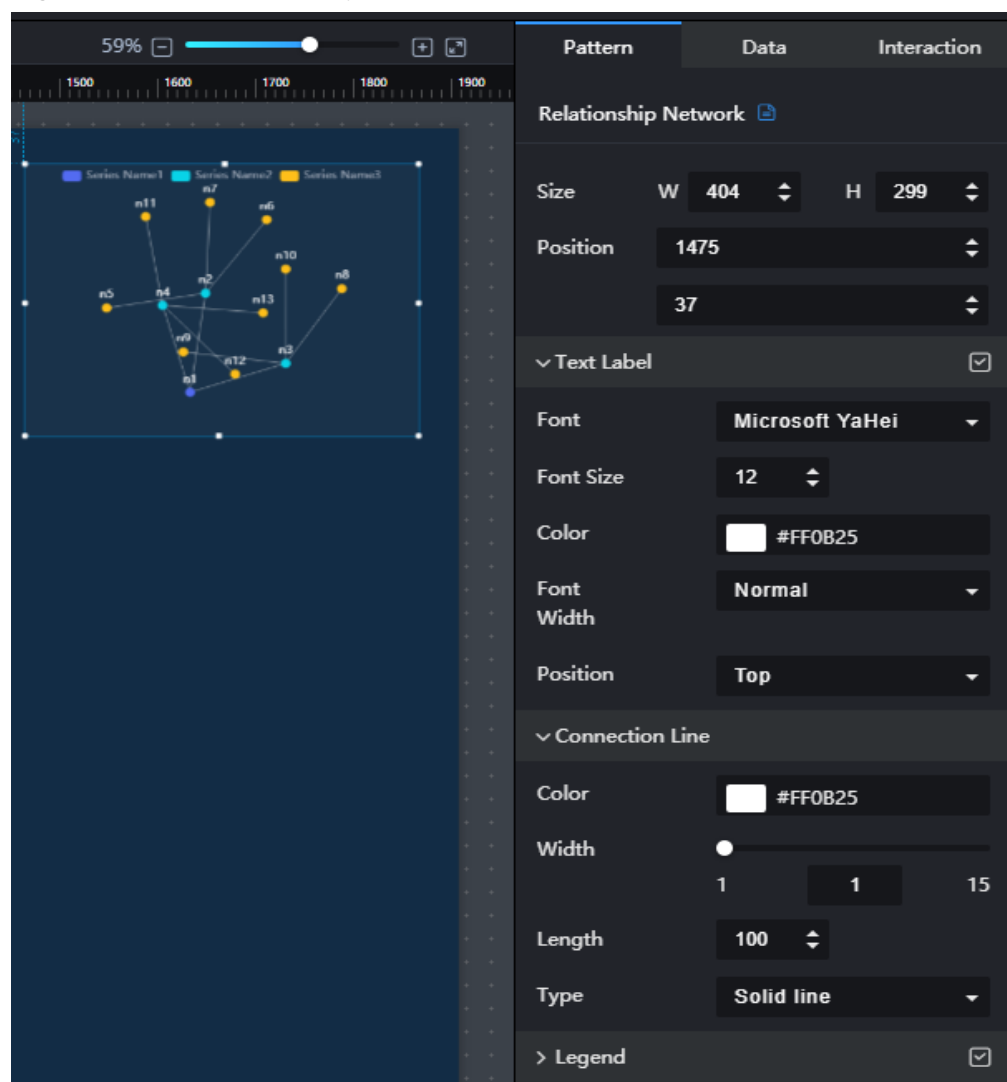 59%
1500 1600 1700 1800 1900
37
Series Name1 Series Name2 Series Name3
n7
n11
n6
n10
n8
n2
n5
n4
n13
n9
n12
n3
n1
Pattern Data Interaction
Relationship Network
Size W 404 H 299
Position 1475
37
Text Label
Font Microsoft YaHei
Font Size 12
Color #FF0B25
Font
Width
Normal
Position Top
Connection Line
Color #FF0B25
Width
1 1 15
Length 100
Type Solid line
Legend